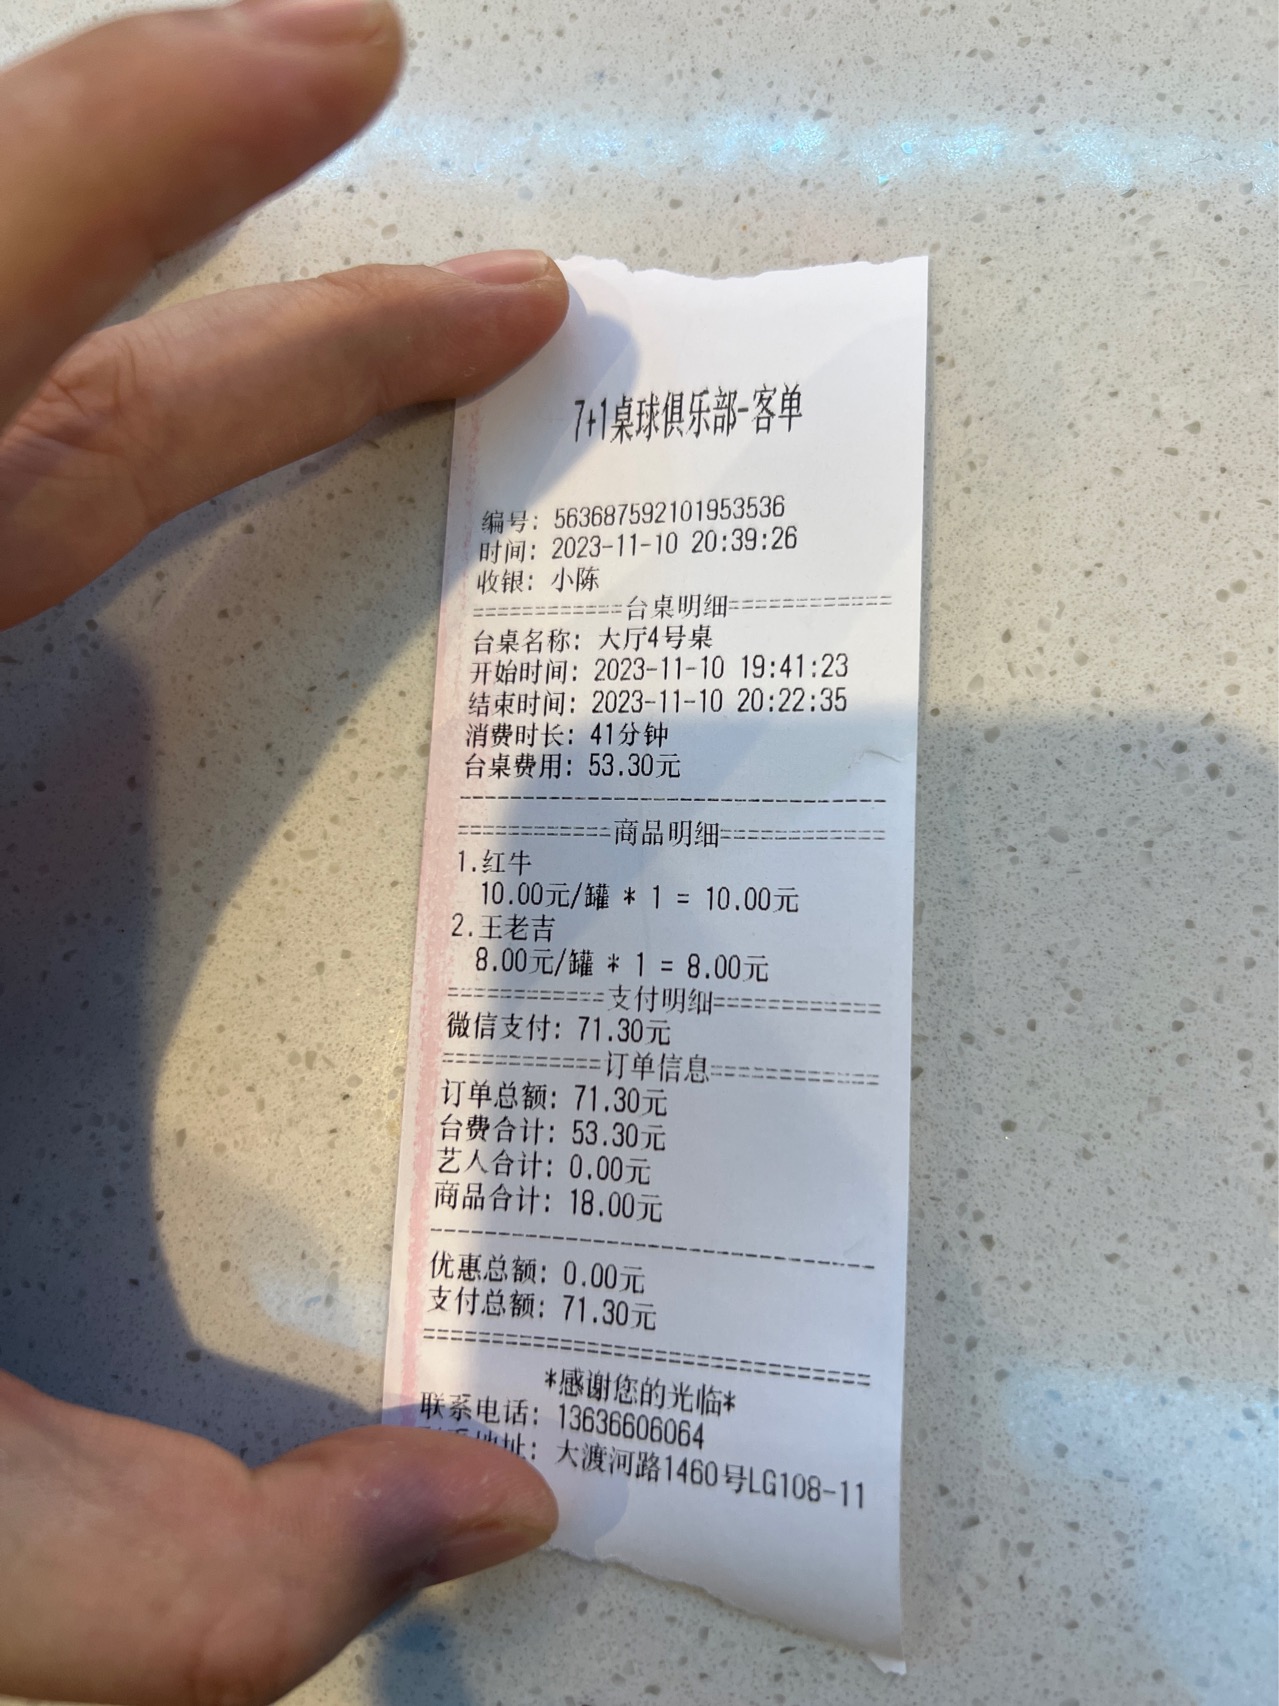 7+1桌球俱乐部-客单
编号: 563687592101953536
时间: 2023-11-10 20:39:26
收银: 小陈
============台桌明细=============
台桌名称: 大厅4号桌
开始时间: 2023-11-10 19:41:23
结束时间: 2023-11-10 20:22:35
消费时长: 41分钟
台桌费用: 53.30元
---------------------------------
============商品明细=============
1.红牛
10.00元/罐 * 1 = 10.00元
2.王老吉
8.00元/罐 * 1 = 8.00元
============支付明细=============
微信支付: 71.30元
============订单信息=============
订单总额: 71.30元
台费合计: 53.30元
艺人合计: 0.00元
商品合计: 18.00元
---------------------------------
优惠总额: 0.00元
支付总额: 71.30元
=================================
*感谢您的光临*
联系电话: 13636606064
地址: 大渡河路1460号LG108-11